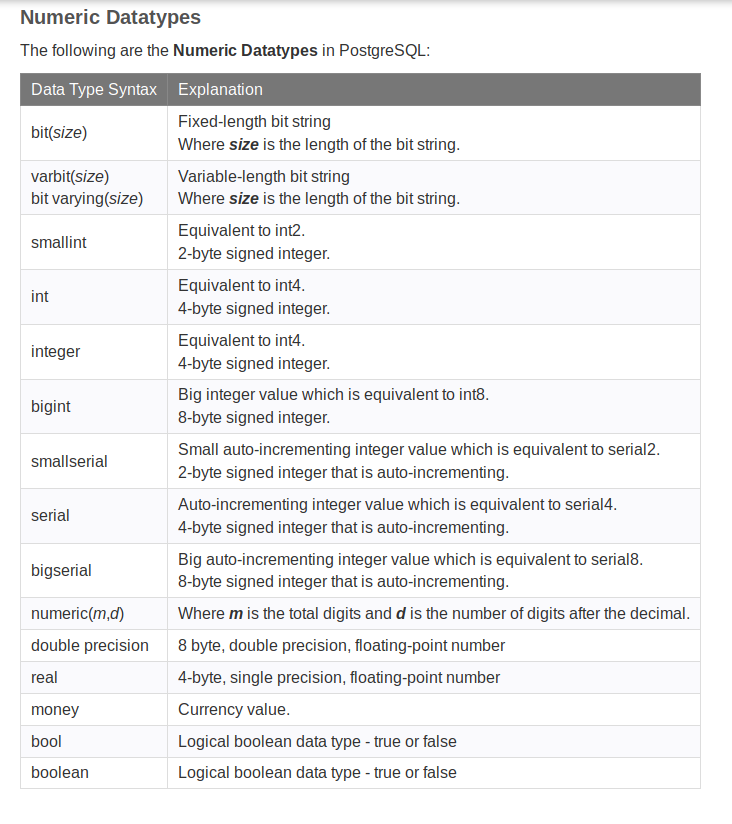 Numeric Datatypes
The following are the Numeric Datatypes in PostgreSQL:
Data Type Syntax Explanation
bit(size)
Fixed-length bit string
Where size is the length of the bit string.
varbit(size)
bit varying(size)
Variable-length bit string
Where size is the length of the bit string.
smallint
Equivalent to int2.
2-byte signed integer.
int
Equivalent to int4.
4-byte signed integer.
integer
Equivalent to int4.
4-byte signed integer.
bigint
Big integer value which is equivalent to int8.
8-byte signed integer.
smallserial
Small auto-incrementing integer value which is equivalent to serial2.
2-byte signed integer that is auto-incrementing.
serial
Auto-incrementing integer value which is equivalent to serial4.
4-byte signed integer that is auto-incrementing.
bigserial
Big auto-incrementing integer value which is equivalent to serial8.
8-byte signed integer that is auto-incrementing.
numeric(m,d) Where m is the total digits and d is the number of digits after the decimal.
double precision 8 byte, double precision, floating-point number
real 4-byte, single precision, floating-point number
money Currency value.
bool Logical boolean data type - true or false
boolean Logical boolean data type - true or false